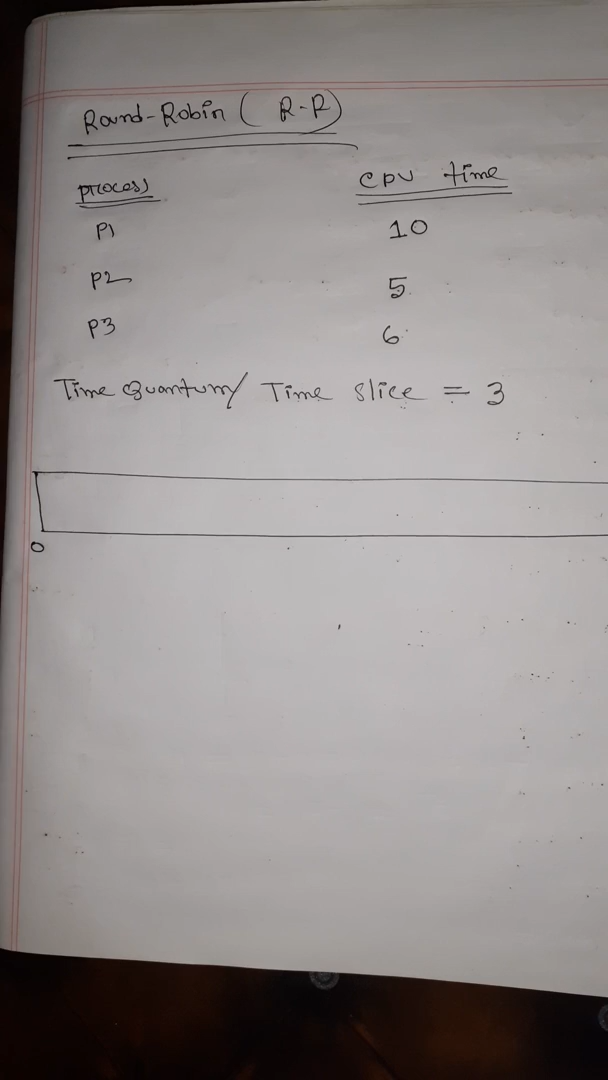 Round-Robin ( R-R)
process CPU time
P1 10
P2 5
P3 6
Time Quantum/ Time slice = 3
0